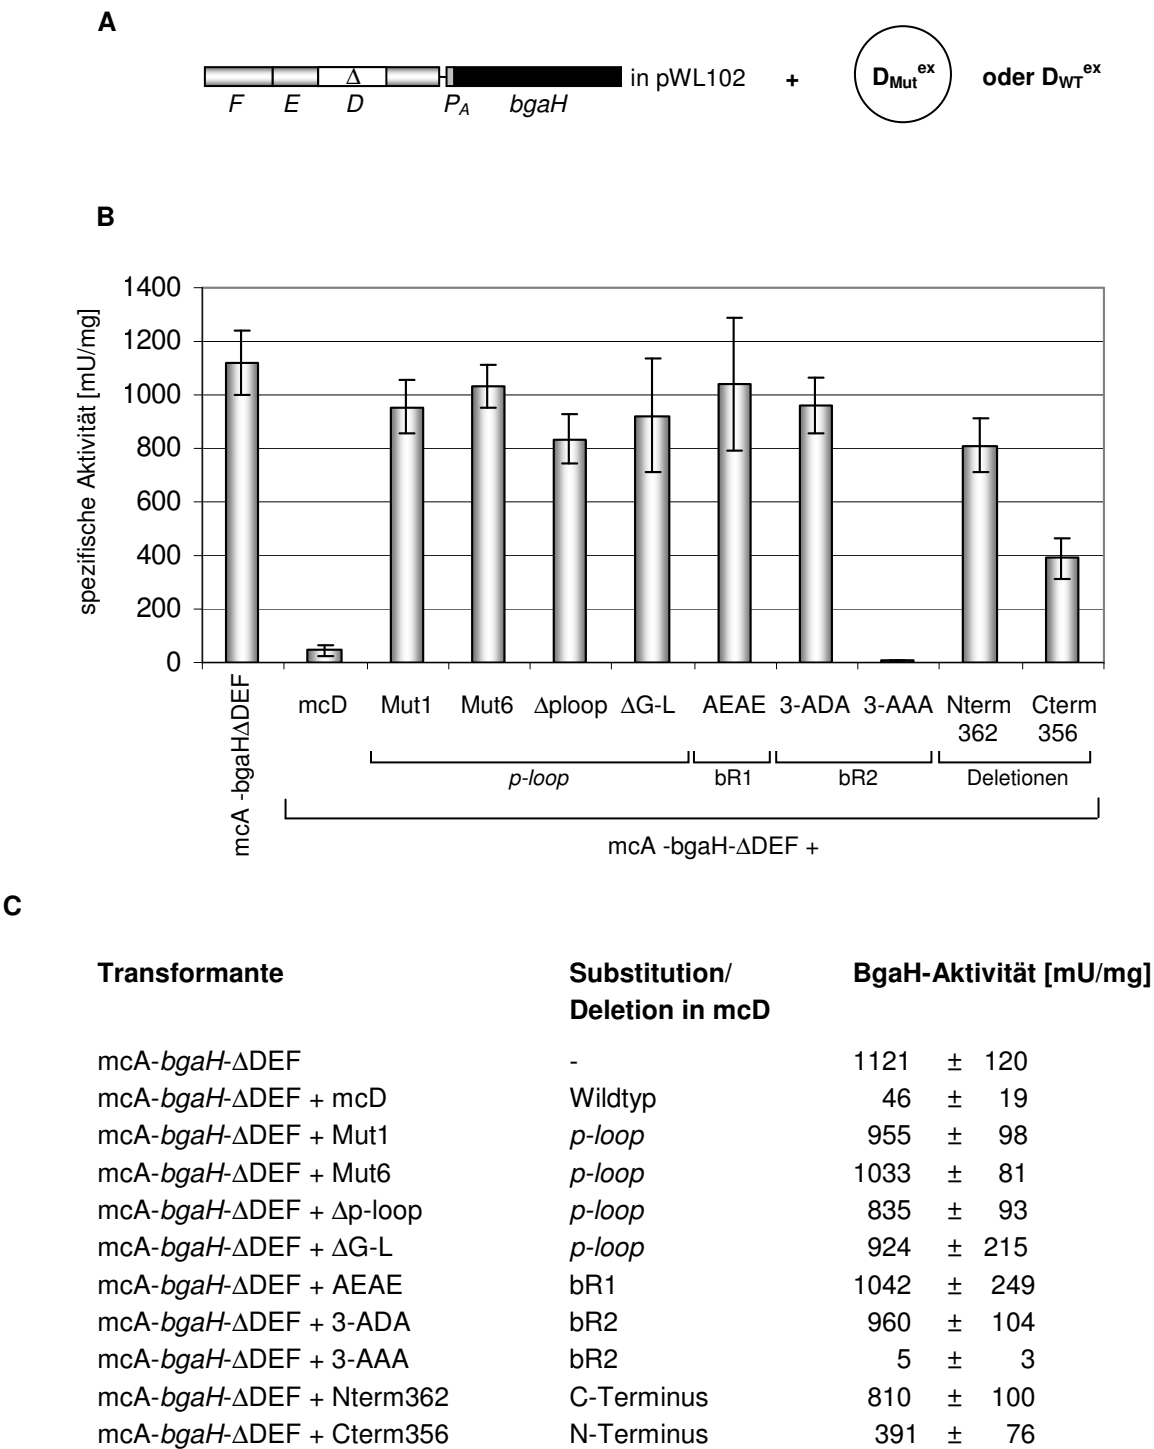 A
F E Δ D P_A bgaH in pWL102 + D_Mut^ex oder D_WT^ex
B
spezifische Aktivität [mU/mg]
1400
1200
1000
800
600
400
200
0
mcA -bgaHΔDEF
mcD Mut1 Mut6 Δploop ΔG-L AEAE 3-ADA 3-AAA Nterm Cterm
362 356
p-loop bR1 bR2 Deletionen
mcA -bgaH-ΔDEF +
C
Transformante Substitution/ BgaH-Aktivität [mU/mg]
Deletion in mcD
mcA-bgaH-ΔDEF - 1121 ± 120
mcA-bgaH-ΔDEF + mcD Wildtyp 46 ± 19
mcA-bgaH-ΔDEF + Mut1 p-loop 955 ± 98
mcA-bgaH-ΔDEF + Mut6 p-loop 1033 ± 81
mcA-bgaH-ΔDEF + Δp-loop p-loop 835 ± 93
mcA-bgaH-ΔDEF + ΔG-L p-loop 924 ± 215
mcA-bgaH-ΔDEF + AEAE bR1 1042 ± 249
mcA-bgaH-ΔDEF + 3-ADA bR2 960 ± 104
mcA-bgaH-ΔDEF + 3-AAA bR2 5 ± 3
mcA-bgaH-ΔDEF + Nterm362 C-Terminus 810 ± 100
mcA-bgaH-ΔDEF + Cterm356 N-Terminus 391 ± 76